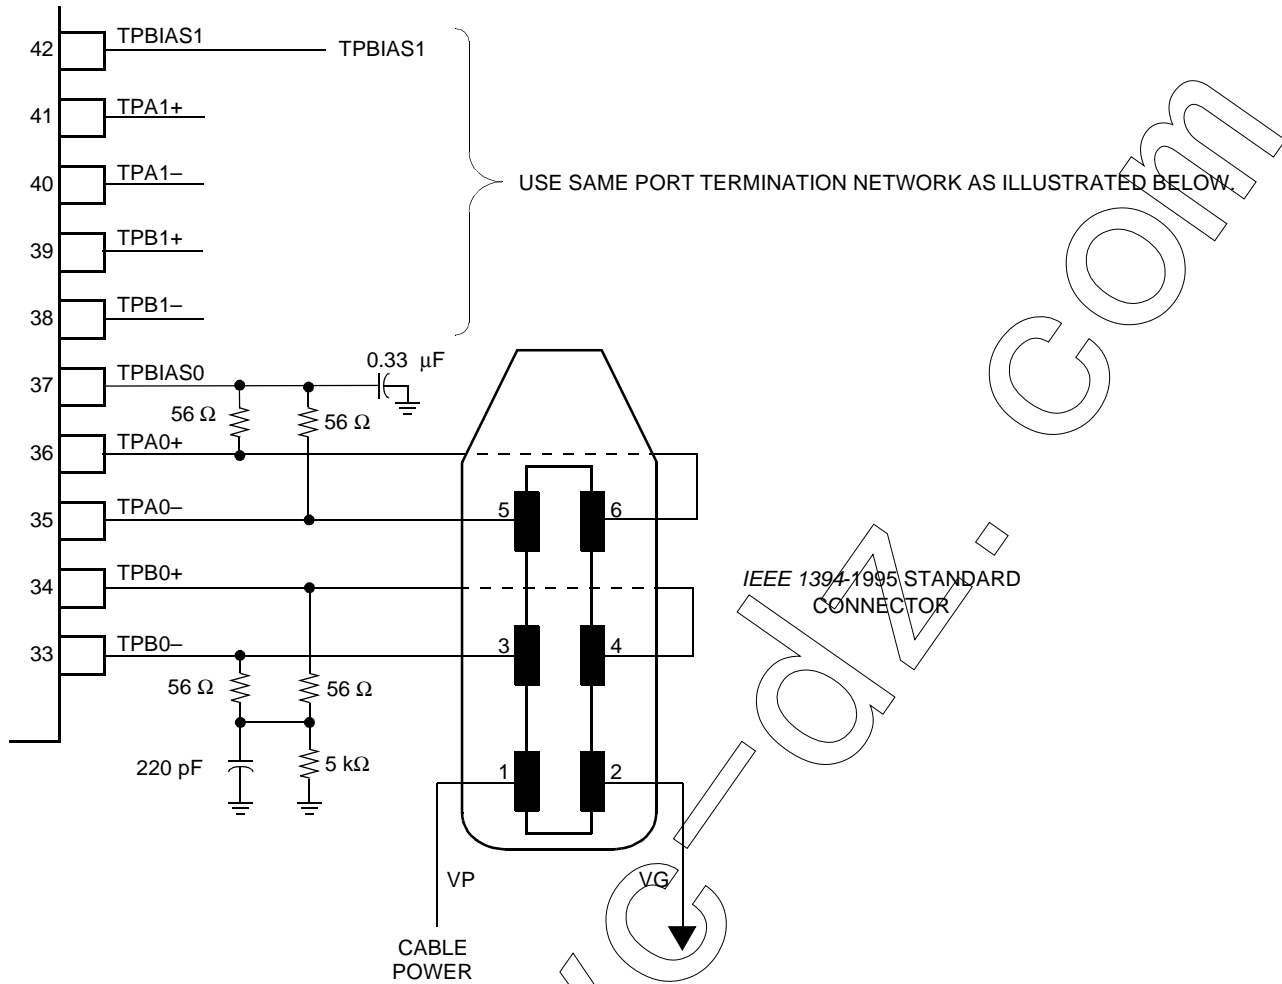 42 TPBIAS1 TPBIAS1
41 TPA1+
40 TPA1–
USE SAME PORT TERMINATION NETWORK AS ILLUSTRATED BELOW.
39 TPB1+
38 TPB1–
37 TPBIAS0
0.33 μF
56 Ω 56 Ω
36 TPA0+
35 TPA0–
5 6
34 TPB0+
IEEE 1394-1995 STANDARD
CONNECTOR
33 TPB0–
3 4
56 Ω 56 Ω
220 pF 5 kΩ
1 2
VP VG
CABLE
POWER
c-dz.com